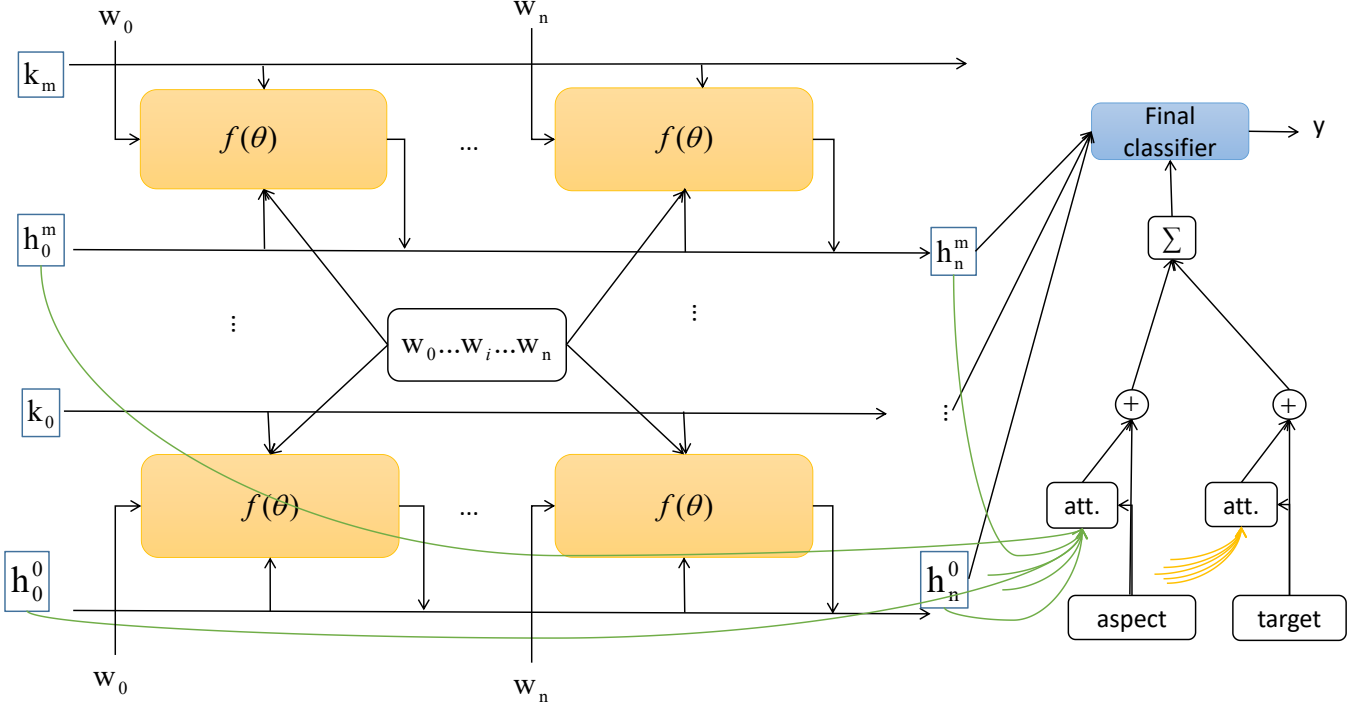 w₀
wₙ
kₘ
f(θ)
...
f(θ)
Final
classifier
y
h₀ᵐ
hₙᵐ
∑
⋮
⋮
w₀...wᵢ...wₙ
k₀
⋮
+
+
f(θ)
...
f(θ)
att.
att.
h₀⁰
hₙ⁰
aspect
target
w₀
wₙ